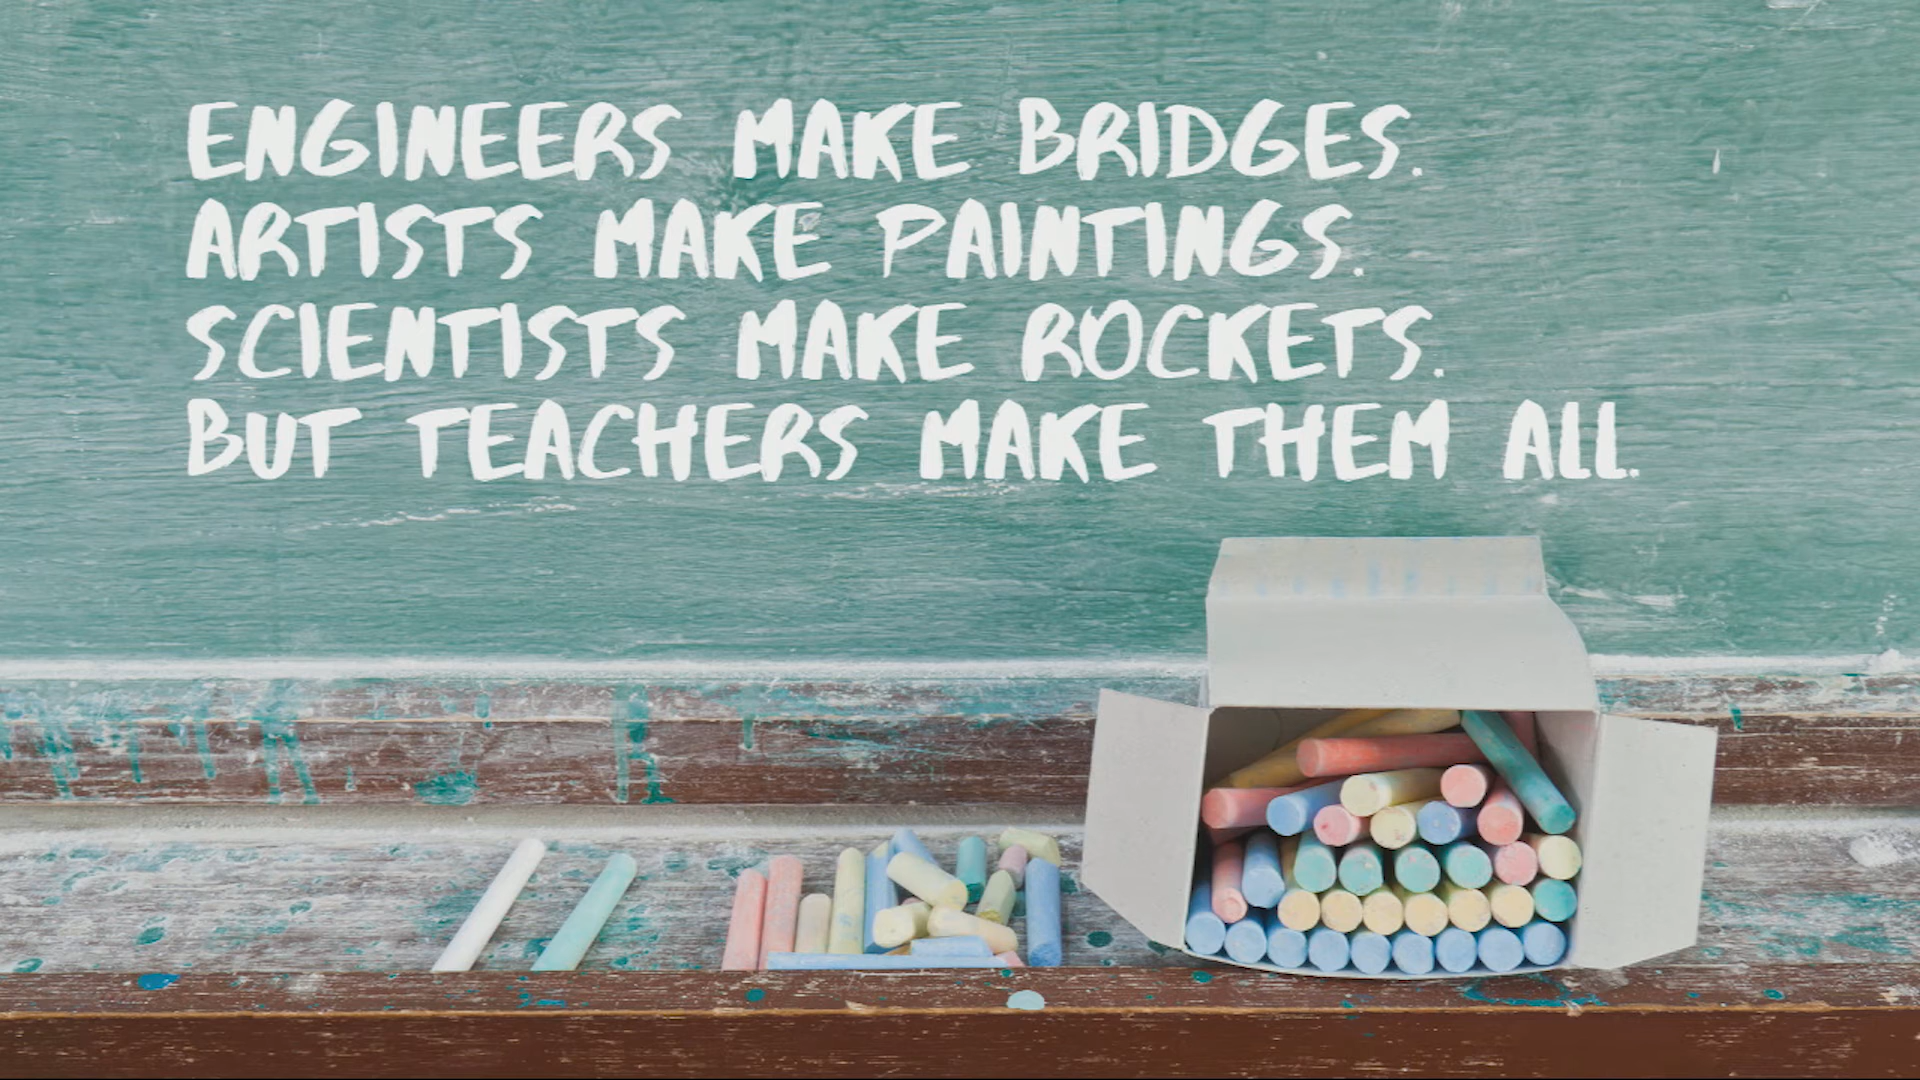 ENGINEERS MAKE BRIDGES.
ARTISTS MAKE PAINTINGS.
SCIENTISTS MAKE ROCKETS.
BUT TEACHERS MAKE THEM ALL.